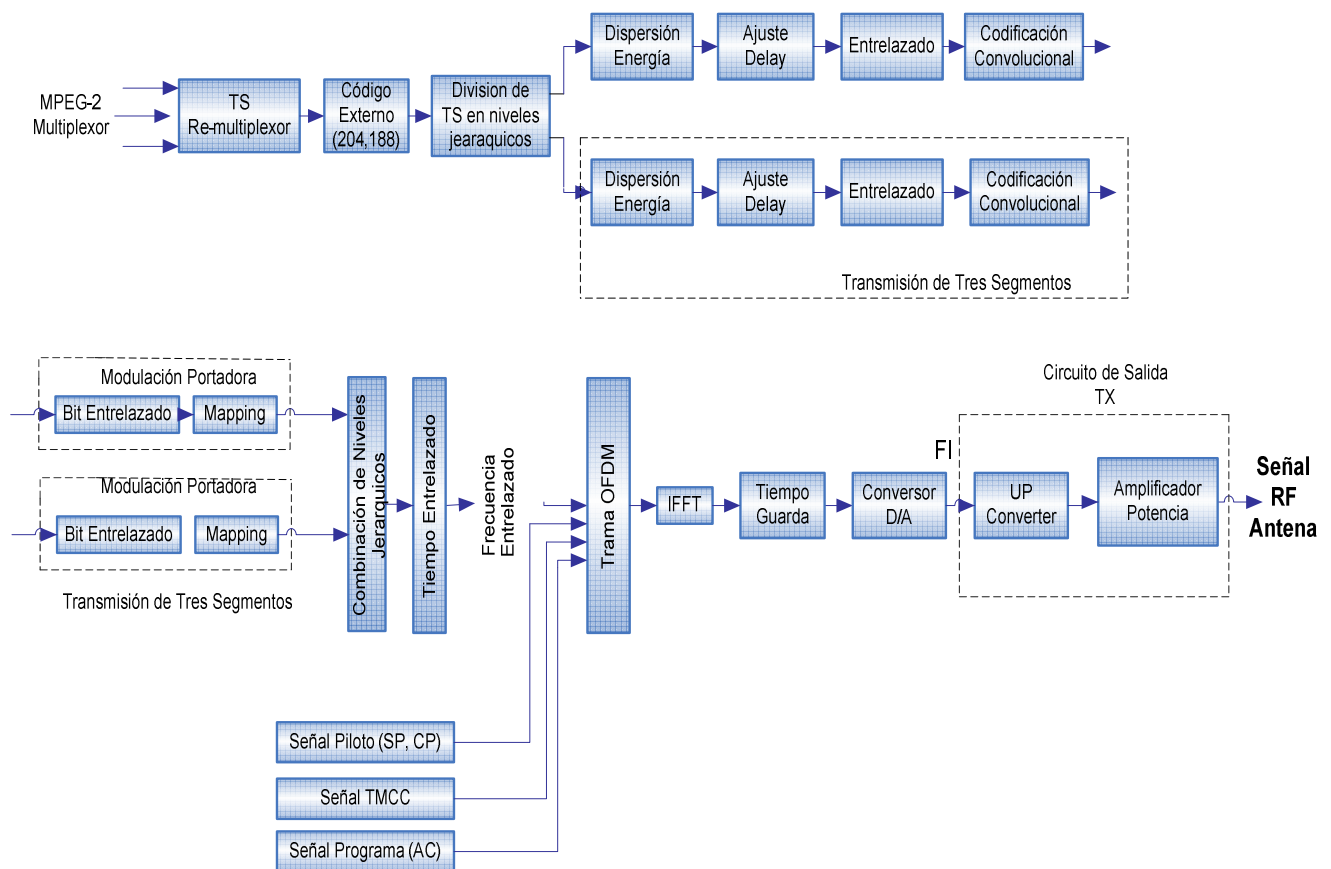 MPEG-2
Multiplexor
TS
Re-multiplexor
Código
Externo
(204,188)
Division de
TS en niveles
jearaquicos
Dispersión
Energía
Ajuste
Delay
Entrelazado
Codificación
Convolucional
Dispersión
Energía
Ajuste
Delay
Entrelazado
Codificación
Convolucional
Transmisión de Tres Segmentos
Modulación Portadora
Bit Entrelazado
Mapping
Modulación Portadora
Bit Entrelazado
Mapping
Transmisión de Tres Segmentos
Combinación de Niveles
Jerarquicos
Tiempo Entrelazado
Frecuencia
Entrelazado
Trama OFDM
IFFT
Tiempo
Guarda
Conversor
D/A
FI
Circuito de Salida
TX
UP
Converter
Amplificador
Potencia
Señal
RF
Antena
Señal Piloto (SP, CP)
Señal TMCC
Señal Programa (AC)